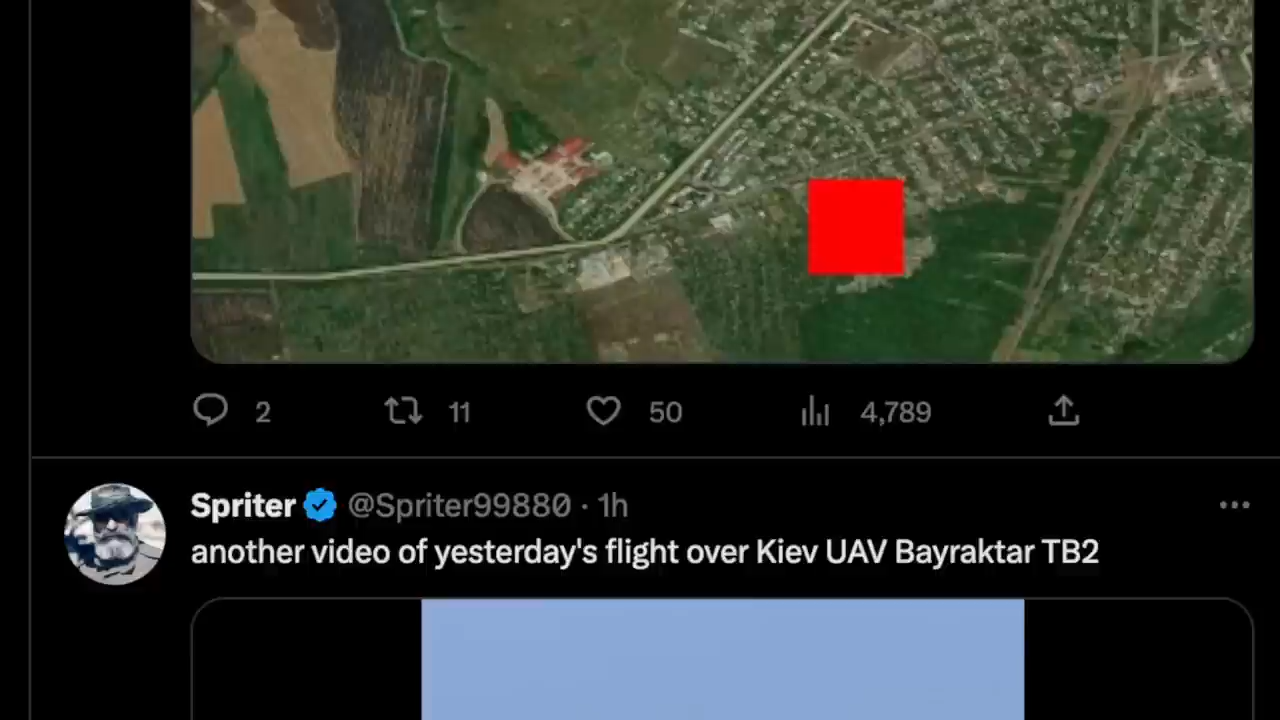 2 11 50 4,789
Spriter @Spriter99880 · 1h
another video of yesterday's flight over Kiev UAV Bayraktar TB2